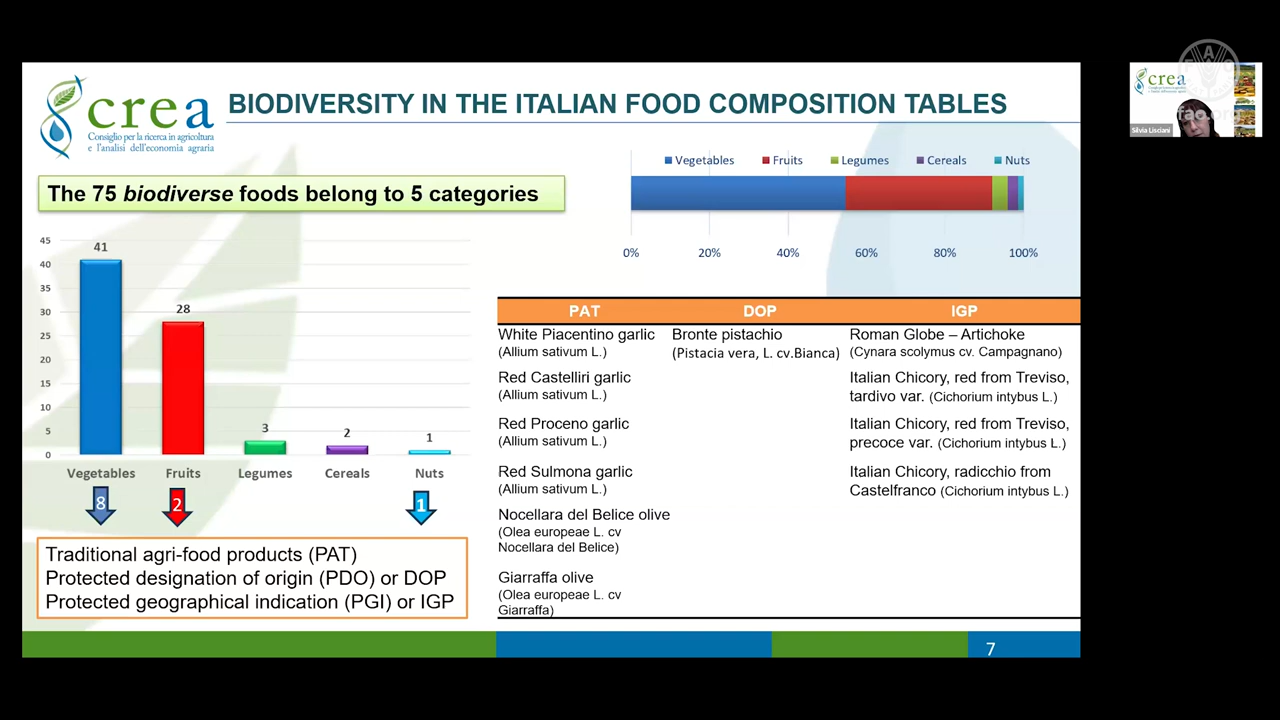 crea
Consiglio per la ricerca in agricoltura
e l'analisi dell'economia agraria
BIODIVERSITY IN THE ITALIAN FOOD COMPOSITION TABLES
The 75 biodiverse foods belong to 5 categories
Vegetables Fruits Legumes Cereals Nuts
0% 20% 40% 60% 80% 100%
45
40
35
30
25
20
15
10
5
0
41
28
3
2
1
Vegetables Fruits Legumes Cereals Nuts
8 2 1
Traditional agri-food products (PAT)
Protected designation of origin (PDO) or DOP
Protected geographical indication (PGI) or IGP
PAT DOP IGP
White Piacentino garlic Bronte pistachio Roman Globe – Artichoke
(Allium sativum L.) (Pistacia vera, L. cv.Bianca) (Cynara scolymus cv. Campagnano)
Red Castelliri garlic Italian Chicory, red from Treviso,
(Allium sativum L.) tardivo var. (Cichorium intybus L.)
Red Proceno garlic Italian Chicory, red from Treviso,
(Allium sativum L.) precoce var. (Cichorium intybus L.)
Red Sulmona garlic Italian Chicory, radicchio from
(Allium sativum L.) Castelfranco (Cichorium intybus L.)
Nocellara del Belice olive
(Olea europeae L. cv
Nocellara del Belice)
Giarraffa olive
(Olea europeae L. cv
Giarraffa)
7
crea
Silvia Lisciani
FAO
fao.org